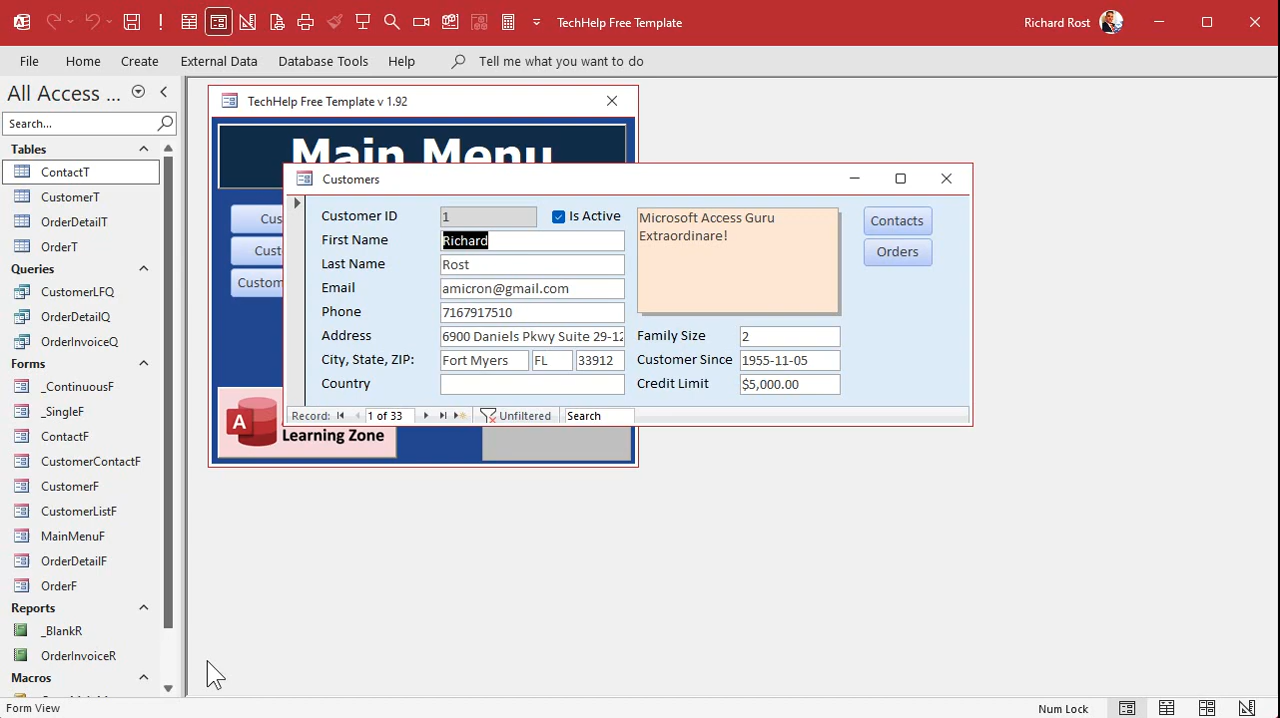 TechHelp Free Template
Richard Rost
File
Home
Create
External Data
Database Tools
Help
Tell me what you want to do
All Access ...
Search...
Tables
ContactT
CustomerT
OrderDetailT
OrderT
Queries
CustomerLFQ
OrderDetailQ
OrderInvoiceQ
Forms
_ContinuousF
_SingleF
ContactF
CustomerContactF
CustomerF
CustomerListF
MainMenuF
OrderDetailF
OrderF
Reports
_BlankR
OrderInvoiceR
Macros
TechHelp Free Template v 1.92
Main Menu
Cus
Cust
Custom
A
Learning Zone
Customers
Customer ID 1
Is Active
First Name Richard
Last Name Rost
Email amicron@gmail.com
Phone 7167917510
Address 6900 Daniels Pkwy Suite 29-12
City, State, ZIP: Fort Myers FL 33912
Country
Microsoft Access Guru
Extraordinare!
Family Size 2
Customer Since 1955-11-05
Credit Limit $5,000.00
Contacts
Orders
Record: 1 of 33 Unfiltered Search
Form View
Num Lock